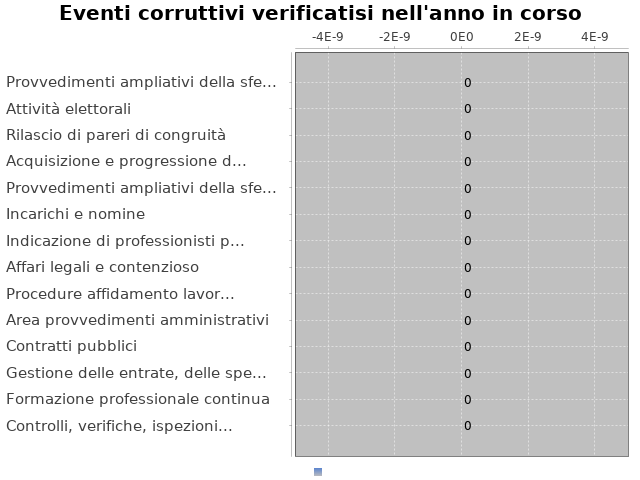 Eventi corruttivi verificatisi nell'anno in corso
-4E-9 -2E-9 0E0 2E-9 4E-9
Provvedimenti ampliativi della sfe... 0
Attività elettorali 0
Rilascio di pareri di congruità 0
Acquisizione e progressione d... 0
Provvedimenti ampliativi della sfe... 0
Incarichi e nomine 0
Indicazione di professionisti p... 0
Affari legali e contenzioso 0
Procedure affidamento lavor... 0
Area provvedimenti amministrativi 0
Contratti pubblici 0
Gestione delle entrate, delle spe... 0
Formazione professionale continua 0
Controlli, verifiche, ispezioni... 0